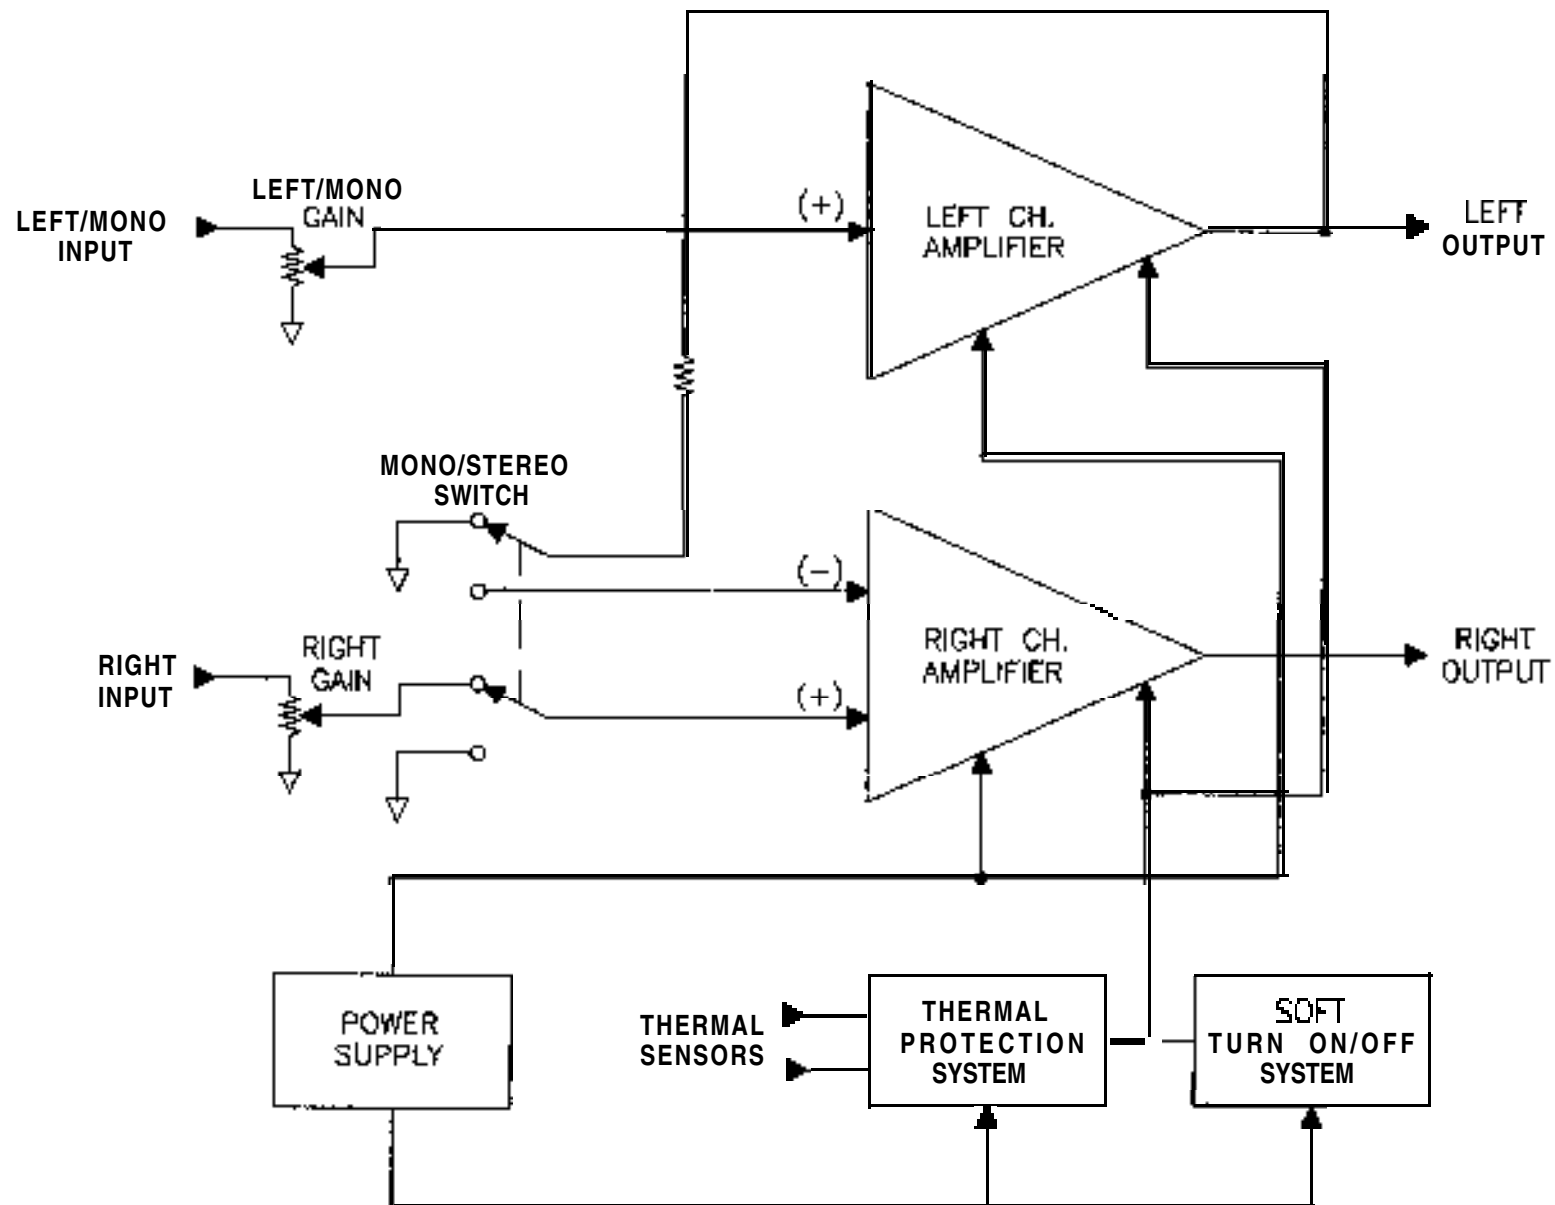 LEFT/MONO
GAIN
LEFT/MONO
INPUT
(+)
LEFT CH.
AMPLIFIER
LEFT
OUTPUT
MONO/STEREO
SWITCH
(−)
RIGHT
GAIN
RIGHT
INPUT
(+)
RIGHT CH.
AMPLIFIER
RIGHT
OUTPUT
POWER
SUPPLY
THERMAL
SENSORS
THERMAL
PROTECTION
SYSTEM
SOFT
TURN ON/OFF
SYSTEM